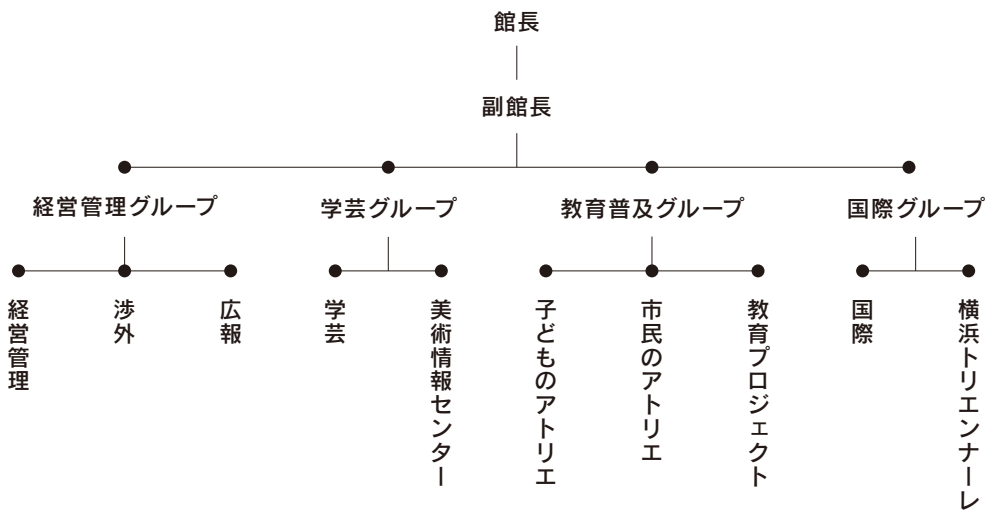 館長
副館長
経営管理グループ
学芸グループ
教育普及グループ
国際グループ
経営管理
渉外
広報
学芸
美術情報センター
子どものアトリエ
市民のアトリエ
教育プロジェクト
国際
横浜トリエンナーレ